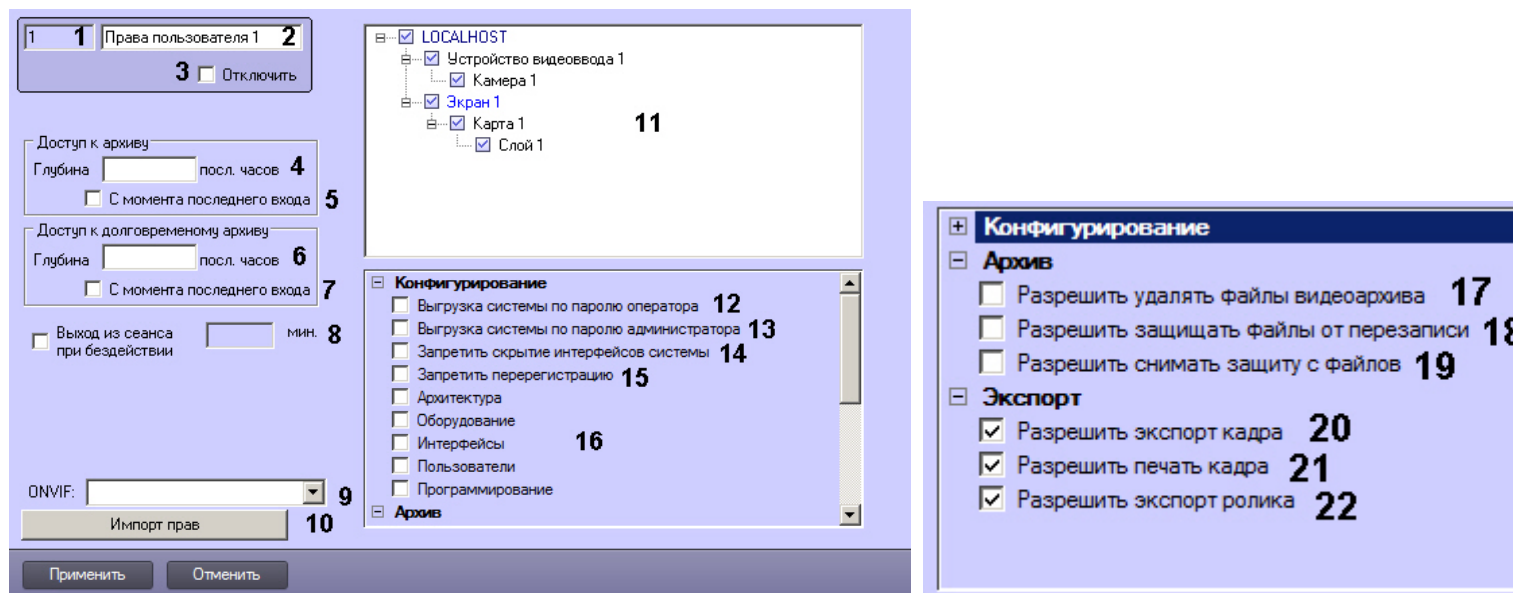 1 1 Права пользователя 1 2
3 Отключить
Доступ к архиву
Глубина посл. часов 4
С момента последнего входа 5
Доступ к долговременому архиву
Глубина посл. часов 6
С момента последнего входа 7
Выход из сеанса мин. 8
при бездействии
ONVIF: 9
Импорт прав 10
Применить Отменить
LOCALHOST
Устройство видеоввода 1
Камера 1
Экран 1
Карта 1 11
Слой 1
Конфигурирование
Выгрузка системы по паролю оператора 12
Выгрузка системы по паролю администратора 13
Запретить скрытие интерфейсов системы 14
Запретить перерегистрацию 15
Архитектура
Оборудование
Интерфейсы 16
Пользователи
Программирование
Архив
Конфигурирование
Архив
Разрешить удалять файлы видеоархива 17
Разрешить защищать файлы от перезаписи 18
Разрешить снимать защиту с файлов 19
Экспорт
Разрешить экспорт кадра 20
Разрешить печать кадра 21
Разрешить экспорт ролика 22